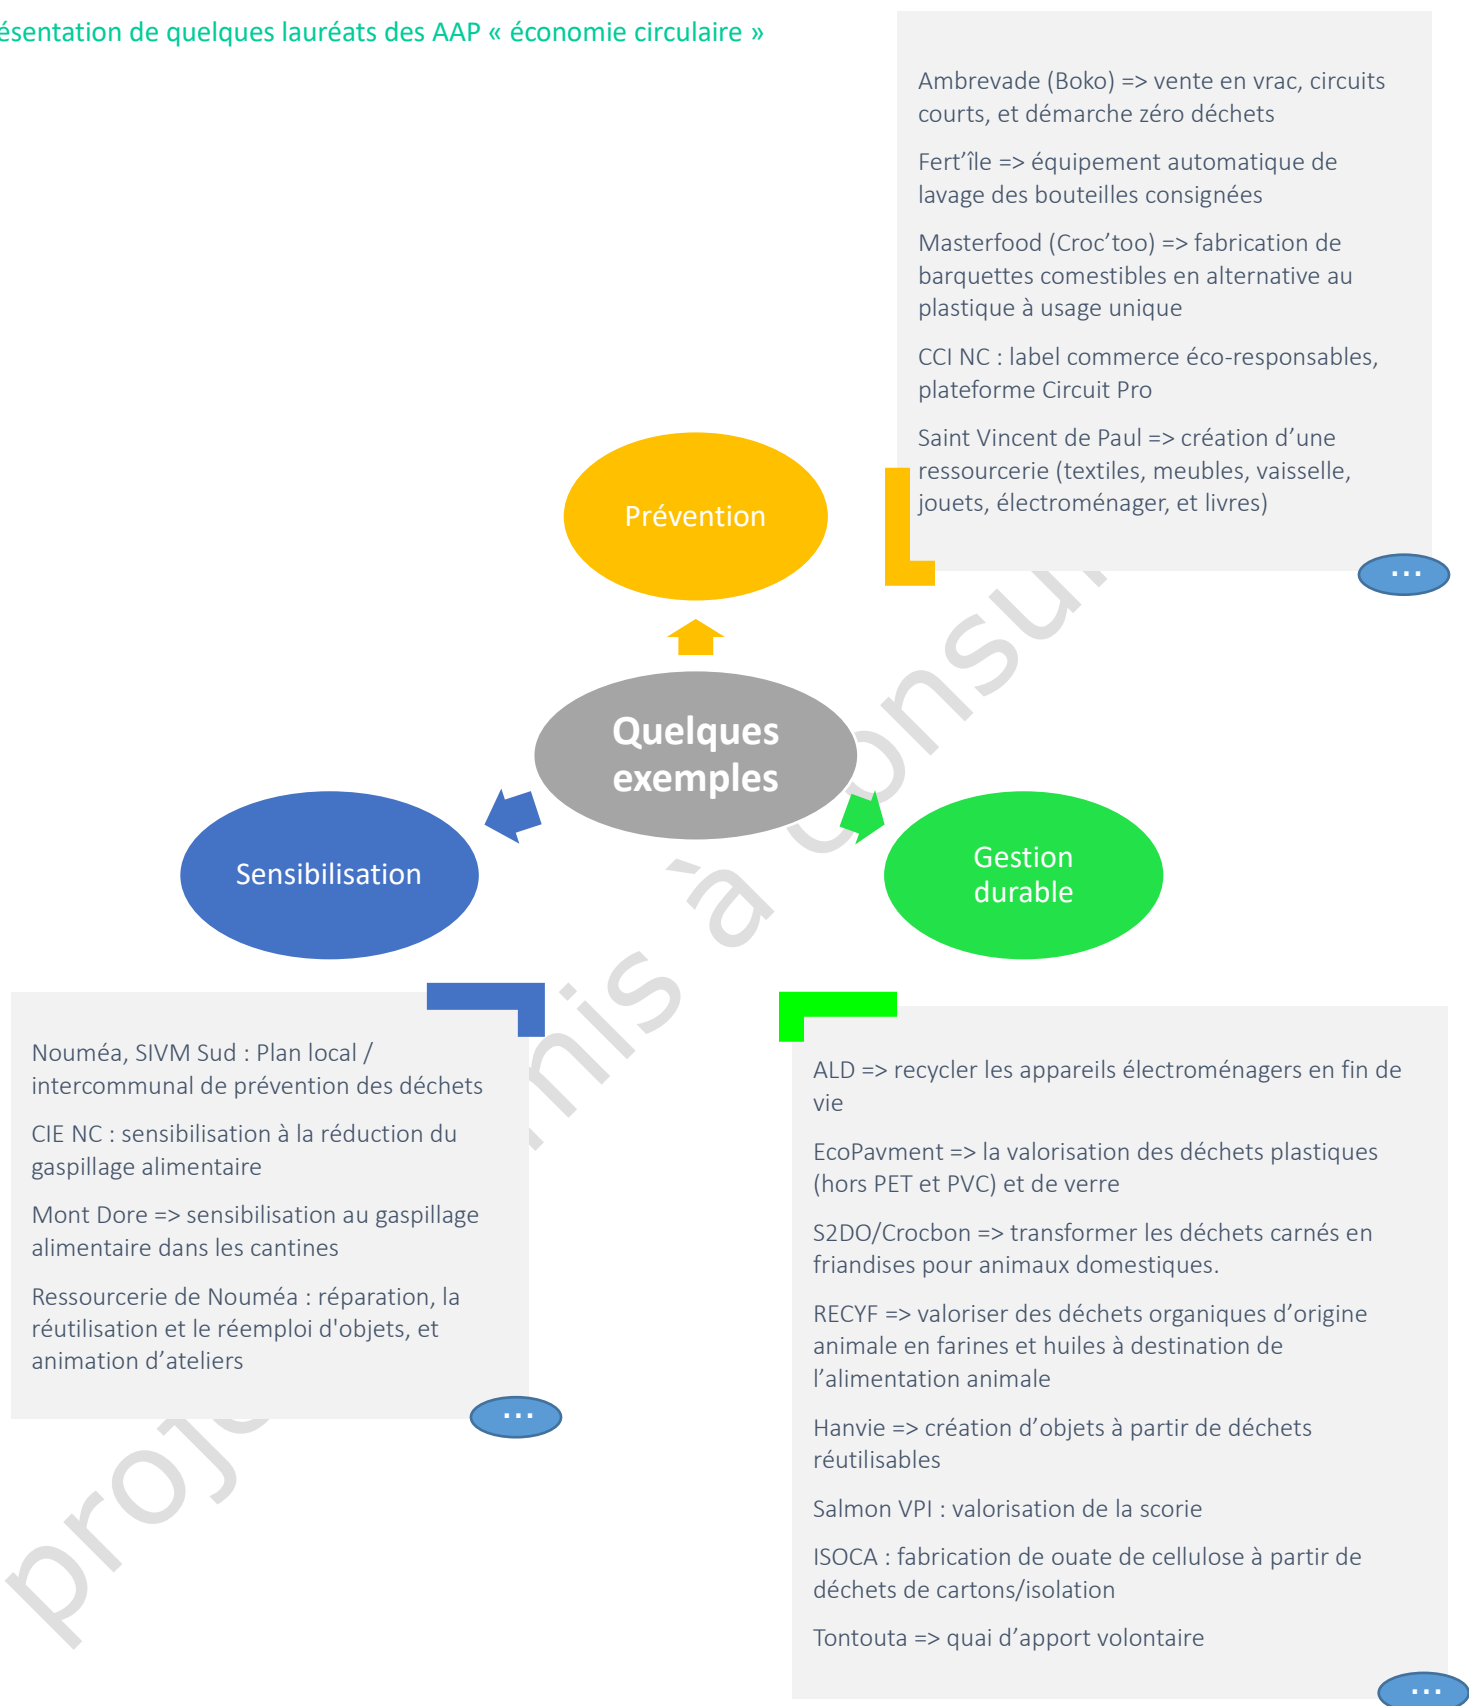 ésentation de quelques lauréats des AAP « économie circulaire »
Ambrevade (Boko) => vente en vrac, circuits
courts, et démarche zéro déchets
Fert’île => équipement automatique de
lavage des bouteilles consignées
Masterfood (Croc’too) => fabrication de
barquettes comestibles en alternative au
plastique à usage unique
CCI NC : label commerce éco-responsables,
plateforme Circuit Pro
Saint Vincent de Paul => création d’une
ressourcerie (textiles, meubles, vaisselle,
jouets, électroménager, et livres)
...
Prévention
Quelques
exemples
Sensibilisation
Gestion
durable
Nouméa, SIVM Sud : Plan local /
intercommunal de prévention des déchets
CIE NC : sensibilisation à la réduction du
gaspillage alimentaire
Mont Dore => sensibilisation au gaspillage
alimentaire dans les cantines
Ressourcerie de Nouméa : réparation, la
réutilisation et le réemploi d'objets, et
animation d’ateliers
...
ALD => recycler les appareils électroménagers en fin de
vie
EcoPavment => la valorisation des déchets plastiques
(hors PET et PVC) et de verre
S2DO/Crocbon => transformer les déchets carnés en
friandises pour animaux domestiques.
RECYF => valoriser des déchets organiques d’origine
animale en farines et huiles à destination de
l’alimentation animale
Hanvie => création d’objets à partir de déchets
réutilisables
Salmon VPI : valorisation de la scorie
ISOCA : fabrication de ouate de cellulose à partir de
déchets de cartons/isolation
Tontouta => quai d’apport volontaire
...